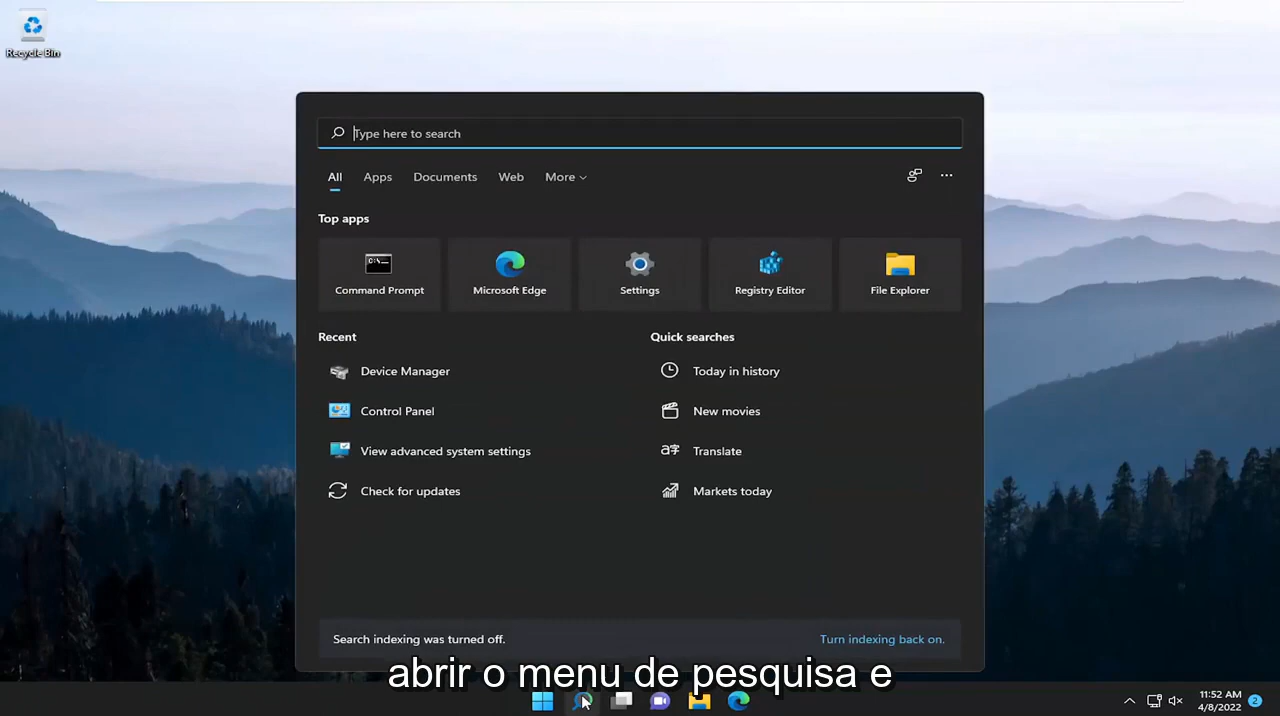 Recycle Bin
Type here to search
All Apps Documents Web More
Top apps
Command Prompt Microsoft Edge Settings Registry Editor File Explorer
Recent Quick searches
Device Manager Today in history
Control Panel New movies
View advanced system settings Translate
Check for updates Markets today
Search indexing was turned off. Turn indexing back on.
abrir o menu de pesquisa e
11:52 AM
4/8/2022
2